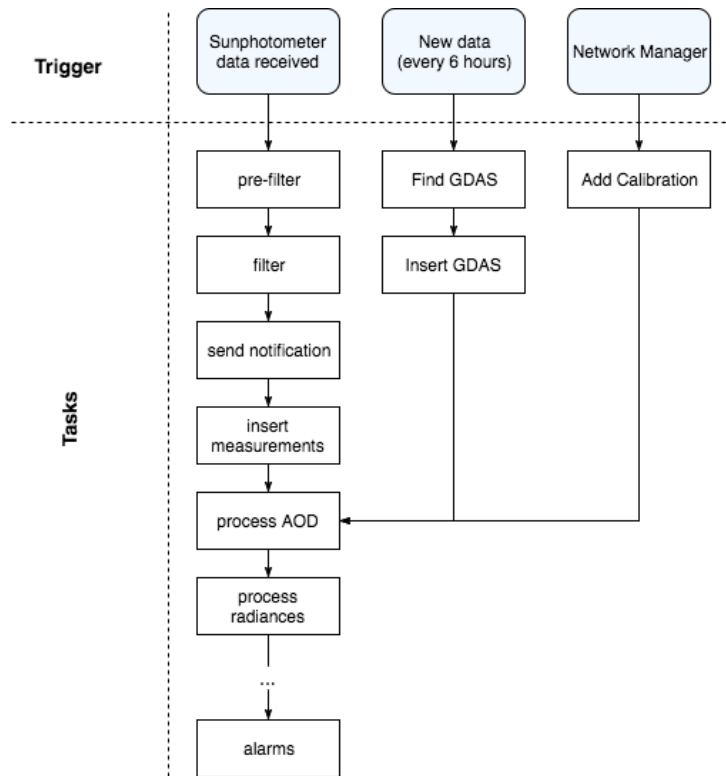 Trigger
Sunphotometer
data received
New data
(every 6 hours)
Network Manager
Tasks
pre-filter
Find GDAS
Add Calibration
filter
Insert GDAS
send notification
insert
measurements
process AOD
process
radiances
...
alarms